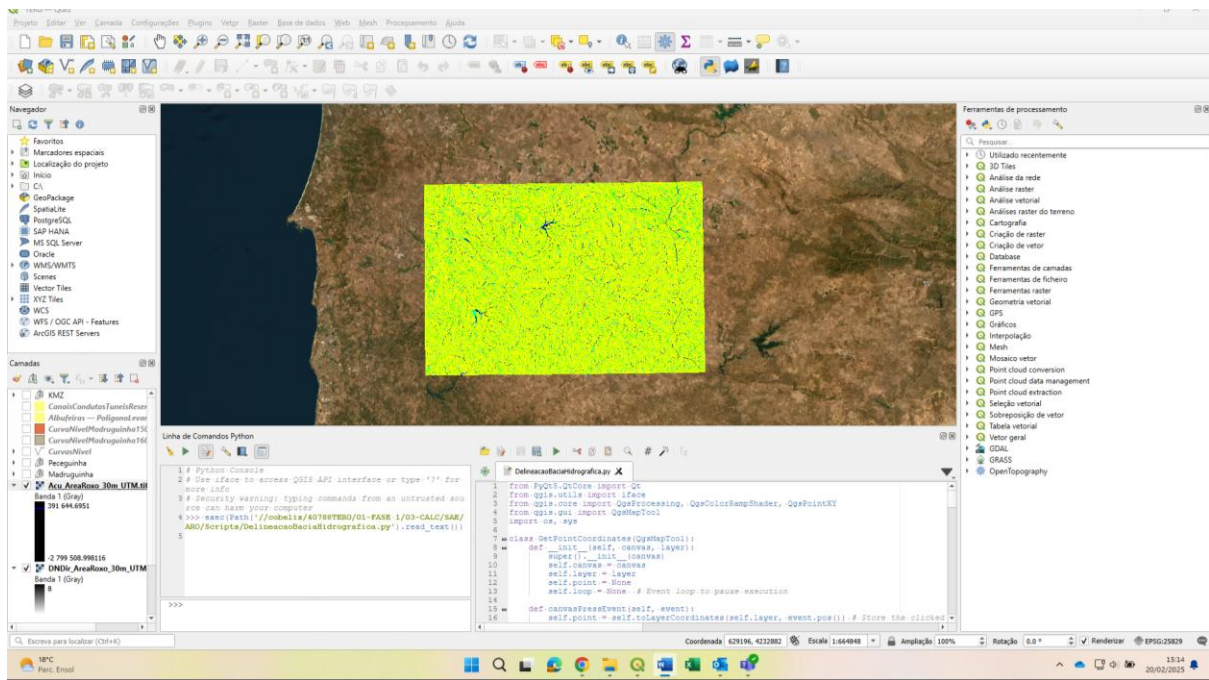 Projeto Editar Ver Camada Configurações Plugins Vetor Raster Base de dados Web Mesh Processamento Ajuda
Navegador
Favoritos
Marcadores espaciais
Localização do projeto
Início
C:\
GeoPackage
SpatiaLite
PostgreSQL
SAP HANA
MS SQL Server
Oracle
WMS/WMTS
Scenes
Vector Tiles
XYZ Tiles
WCS
WFS / OGC API - Features
ArcGIS REST Servers
Camadas
KMZ
CanaisCondutasTuneisReser
Albufeiras — PoligonoLevan
CurvaNivelMadruguinha150
CurvaNivelMadruguinha160
CurvasNivel
Peceguinha
Madruguinha
Acu_AreaRoxo_30m_UTM.tif
Banda 1 (Gray)
391 644.6951
-2 799 508.998116
DNDir_AreaRoxo_30m_UTM
Banda 1 (Gray)
8
Linha de Comandos Python
1 # Python Console
2 # Use iface to access QGIS API interface or type '?' for
more info
3 # Security warning: typing commands from an untrusted sou
rce can harm your computer
4 >>> exec(Path('//cobelix/40788TERO/01-FASE 1/03-CALC/SAE/
ARO/Scripts/DelineacaoBaciaHidrografica.py').read_text())
5
>>>
DelineacaoBaciaHidrografica.py
1 from PyQt5.QtCore import Qt
2 from qgis.utils import iface
3 from qgis.core import QgsProcessing, QgsColorRampShader, QgsPointXY
4 from qgis.gui import QgsMapTool
5 import os, sys
6
7 class GetPointCoordinates(QgsMapTool):
8 def __init__(self, canvas, layer):
9 super().__init__(canvas)
10 self.canvas = canvas
11 self.layer = layer
12 self.point = None
13 self.loop = None # Event loop to pause execution
14
15 def canvasPressEvent(self, event):
16 self.point = self.toLayerCoordinates(self.layer, event.pos()) # Store the clicked
Ferramentas de processamento
Pesquisar...
Utilizado recentemente
3D Tiles
Análise da rede
Análise raster
Análise vetorial
Análises raster do terreno
Cartografia
Criação de raster
Criação de vetor
Database
Ferramentas de camadas
Ferramentas de ficheiro
Ferramentas raster
Geometria vetorial
GPS
Gráficos
Interpolação
Mesh
Mosaico vetor
Point cloud conversion
Point cloud data management
Point cloud extraction
Seleção vetorial
Sobreposição de vetor
Tabela vetorial
Vetor geral
GDAL
GRASS
OpenTopography
Escreva para localizar (Ctrl+K)
Coordenada 629196, 4232882 Escala 1:664848 Ampliação 100% Rotação 0.0 ° Renderizar EPSG:25829
18°C
Parc. Ensol
15:14
20/02/2025